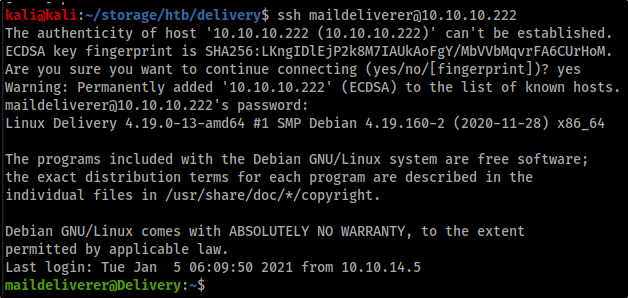 kali@kali:~/storage/htb/delivery$ ssh maildeliverer@10.10.10.222
The authenticity of host '10.10.10.222 (10.10.10.222)' can't be established.
ECDSA key fingerprint is SHA256:LKngIDlEjP2k8M7IAUkAoFgY/MbVVbMqvrFA6CUrHoM.
Are you sure you want to continue connecting (yes/no/[fingerprint])? yes
Warning: Permanently added '10.10.10.222' (ECDSA) to the list of known hosts.
maildeliverer@10.10.10.222's password:
Linux Delivery 4.19.0-13-amd64 #1 SMP Debian 4.19.160-2 (2020-11-28) x86_64
The programs included with the Debian GNU/Linux system are free software;
the exact distribution terms for each program are described in the
individual files in /usr/share/doc/*/copyright.
Debian GNU/Linux comes with ABSOLUTELY NO WARRANTY, to the extent
permitted by applicable law.
Last login: Tue Jan  5 06:09:50 2021 from 10.10.14.5
maildeliverer@Delivery:~$